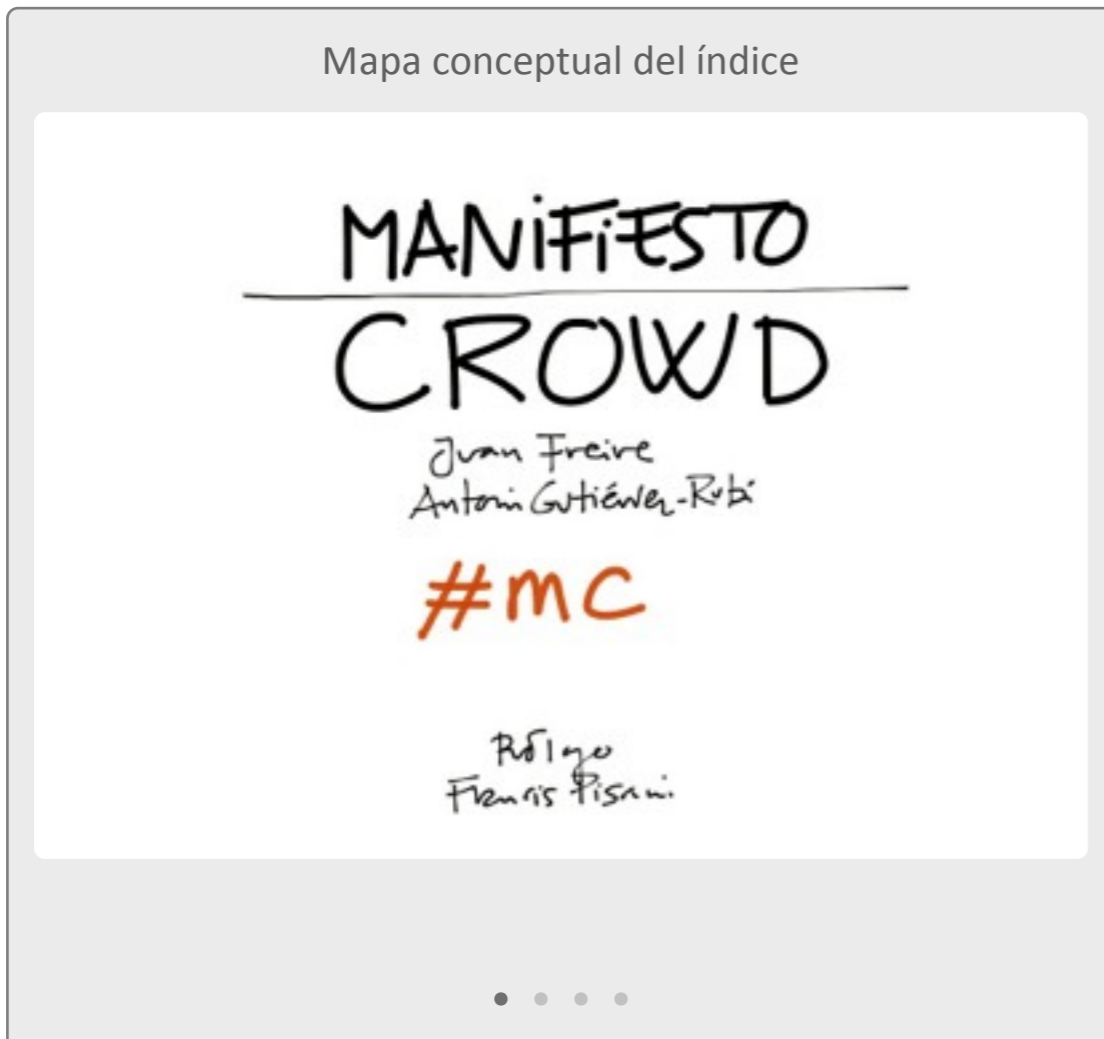 Mapa conceptual del índice
MANiFiESTO
CROWD
Juan Freire
Antoni Gutiérrez-Rubí
#mc
Prólogo
Francis Pisani.